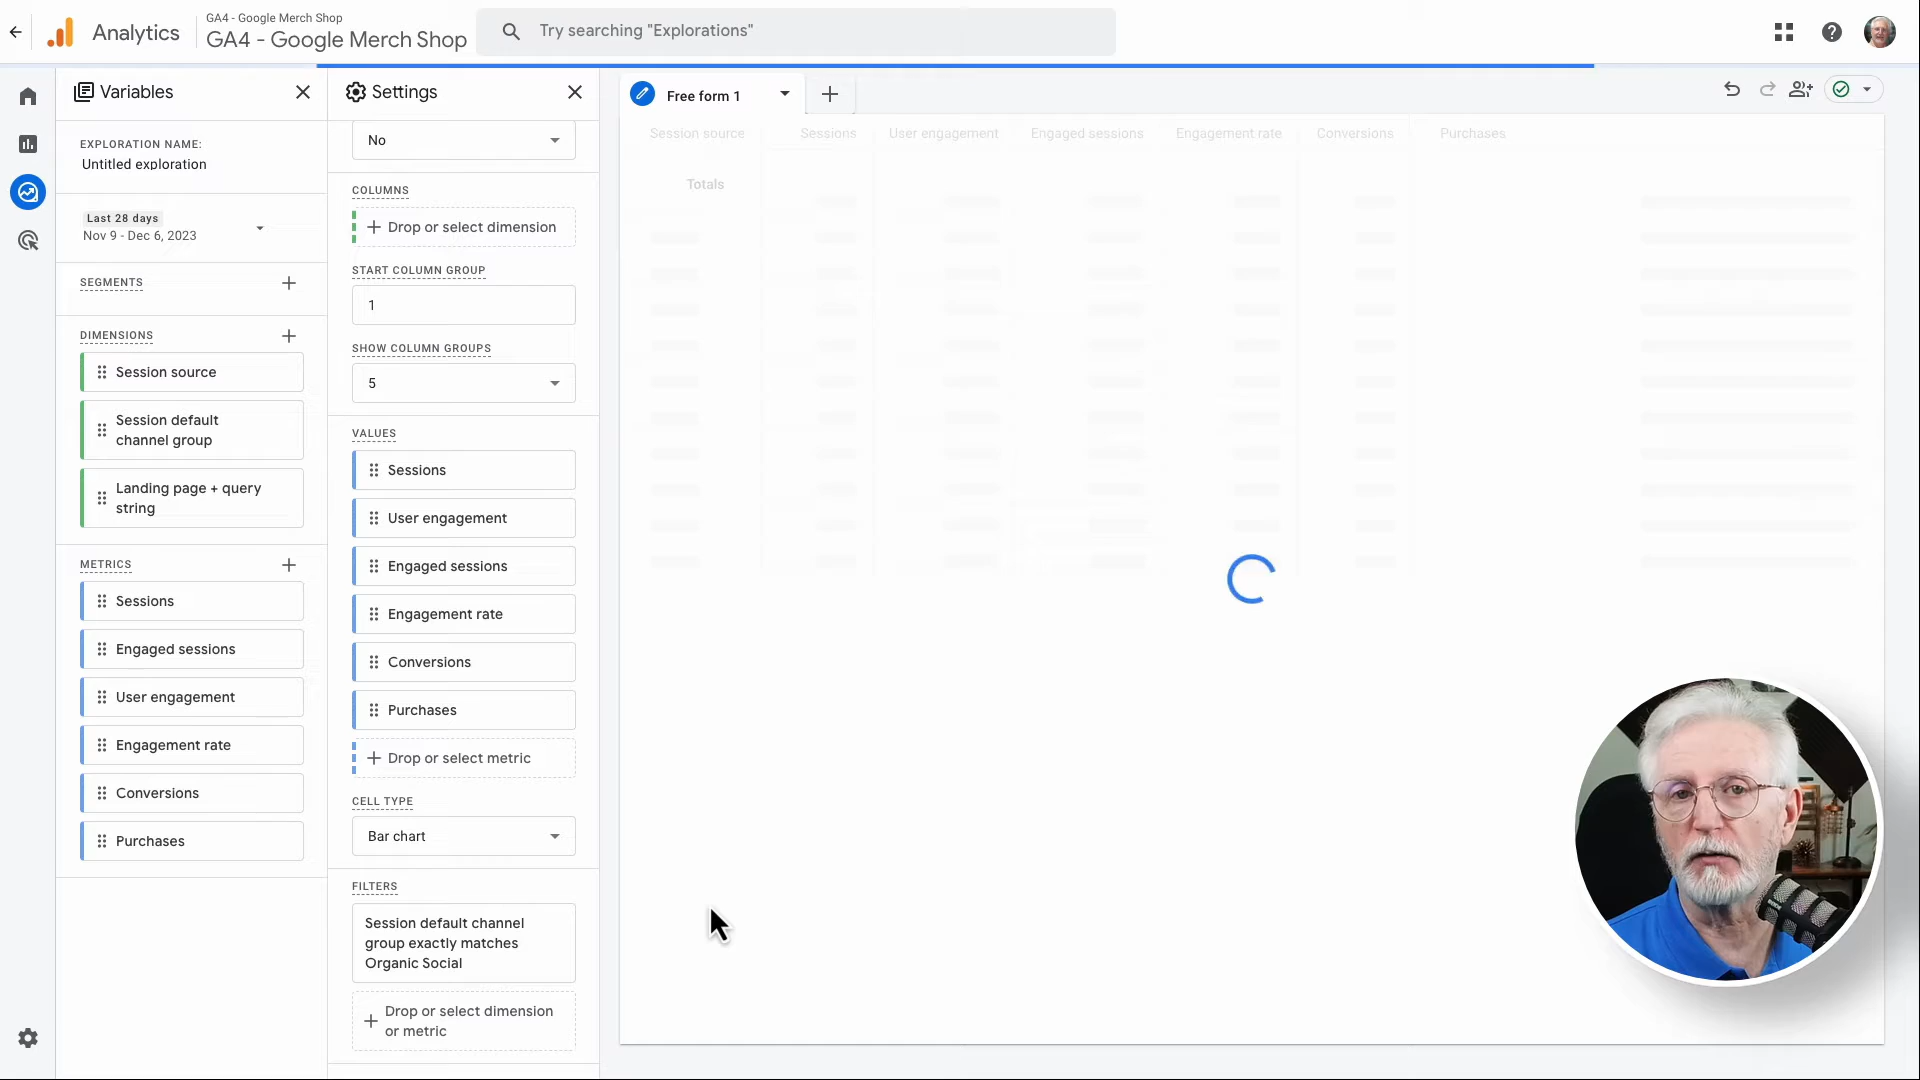 GA4 - Google Merch Shop
Analytics
GA4 - Google Merch Shop
Try searching "Explorations"
Variables
EXPLORATION NAME:
Untitled exploration
Last 28 days
Nov 9 - Dec 6, 2023
SEGMENTS
DIMENSIONS
Session source
Session default
channel group
Landing page + query
string
METRICS
Sessions
Engaged sessions
User engagement
Engagement rate
Conversions
Purchases
Settings
No
COLUMNS
Drop or select dimension
START COLUMN GROUP
1
SHOW COLUMN GROUPS
5
VALUES
Sessions
User engagement
Engaged sessions
Engagement rate
Conversions
Purchases
Drop or select metric
CELL TYPE
Bar chart
FILTERS
Session default channel
group exactly matches
Organic Social
Drop or select dimension
or metric
Free form 1
Session source Sessions User engagement Engaged sessions Engagement rate Conversions Purchases
Totals